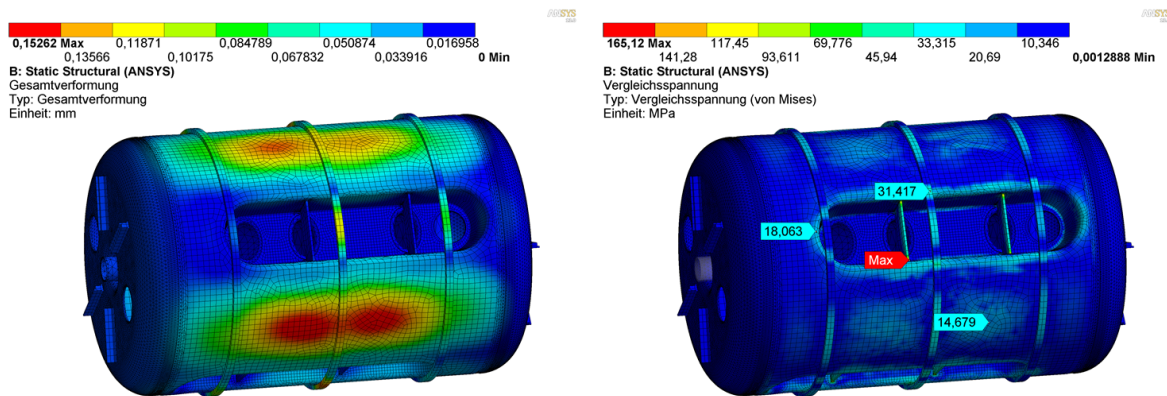 ANSYS
0,15262 Max 0,11871 0,084789 0,050874 0,016958
0,13566 0,10175 0,067832 0,033916 0 Min
B: Static Structural (ANSYS)
Gesamtverformung
Typ: Gesamtverformung
Einheit: mm
ANSYS
165,12 Max 117,45 69,776 33,315 10,346
141,28 93,611 45,94 20,69 0,0012888 Min
B: Static Structural (ANSYS)
Vergleichsspannung
Typ: Vergleichsspannung (von Mises)
Einheit: MPa
31,417
18,063
Max
14,679